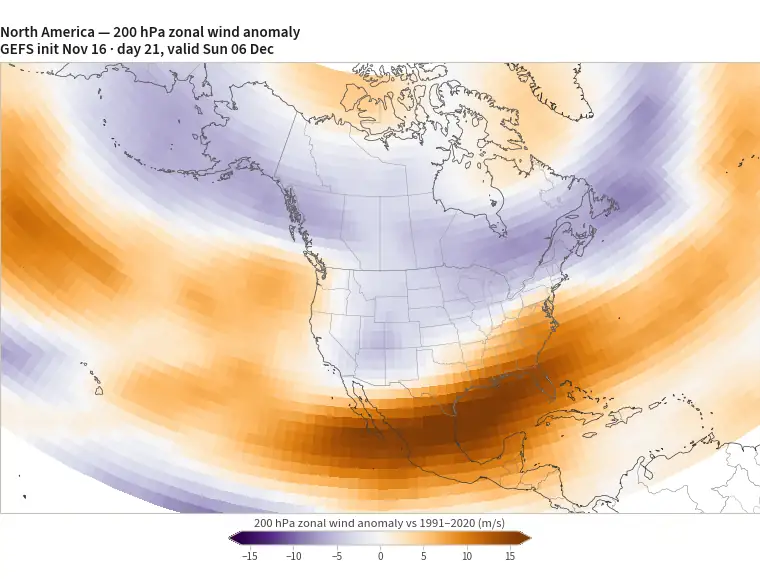 North America — 200 hPa zonal wind anomaly
GEFS init Nov 16 · day 21, valid Sun 06 Dec
200 hPa zonal wind anomaly vs 1991–2020 (m/s)
−15 −10 −5 0 5 10 15